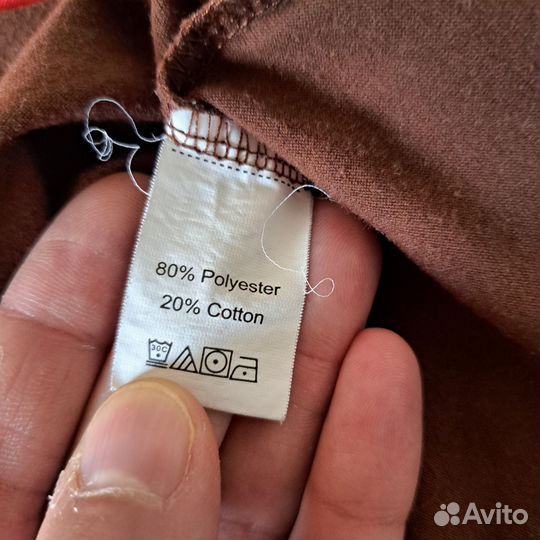 80% Polyester
20% Cotton
30C
Avito